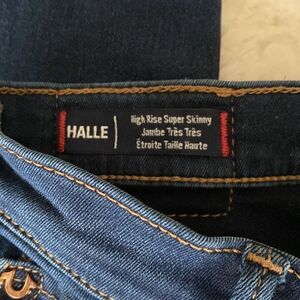 HALLE
High Rise Super Skinny
Jambe Très Très
Étroite Taille Haute